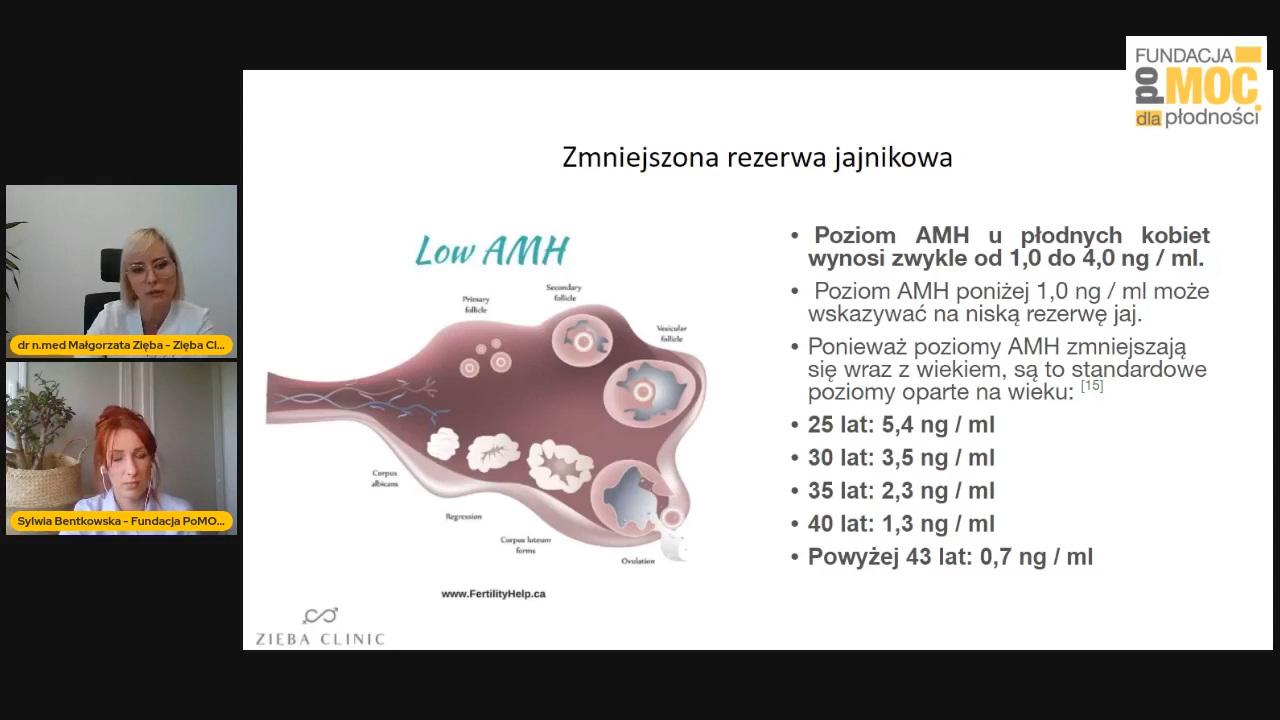 FUNDACJA
poMOC
dla płodności
Zmniejszona rezerwa jajnikowa
Low AMH
Primary
follicle
Secondary
follicle
Vesicular
follicle
Corpus
albicans
Regression
Corpus luteum
forms
Ovulation
www.FertilityHelp.ca
ZIĘBA CLINIC
• Poziom AMH u płodnych kobiet
wynosi zwykle od 1,0 do 4,0 ng / ml.
• Poziom AMH poniżej 1,0 ng / ml może
wskazywać na niską rezerwę jaj.
• Ponieważ poziomy AMH zmniejszają
się wraz z wiekiem, są to standardowe
poziomy oparte na wieku: [15]
• 25 lat: 5,4 ng / ml
• 30 lat: 3,5 ng / ml
• 35 lat: 2,3 ng / ml
• 40 lat: 1,3 ng / ml
• Powyżej 43 lat: 0,7 ng / ml
dr n.med Małgorzata Zięba - Zięba Cl...
Sylwia Bentkowska - Fundacja PoMO...